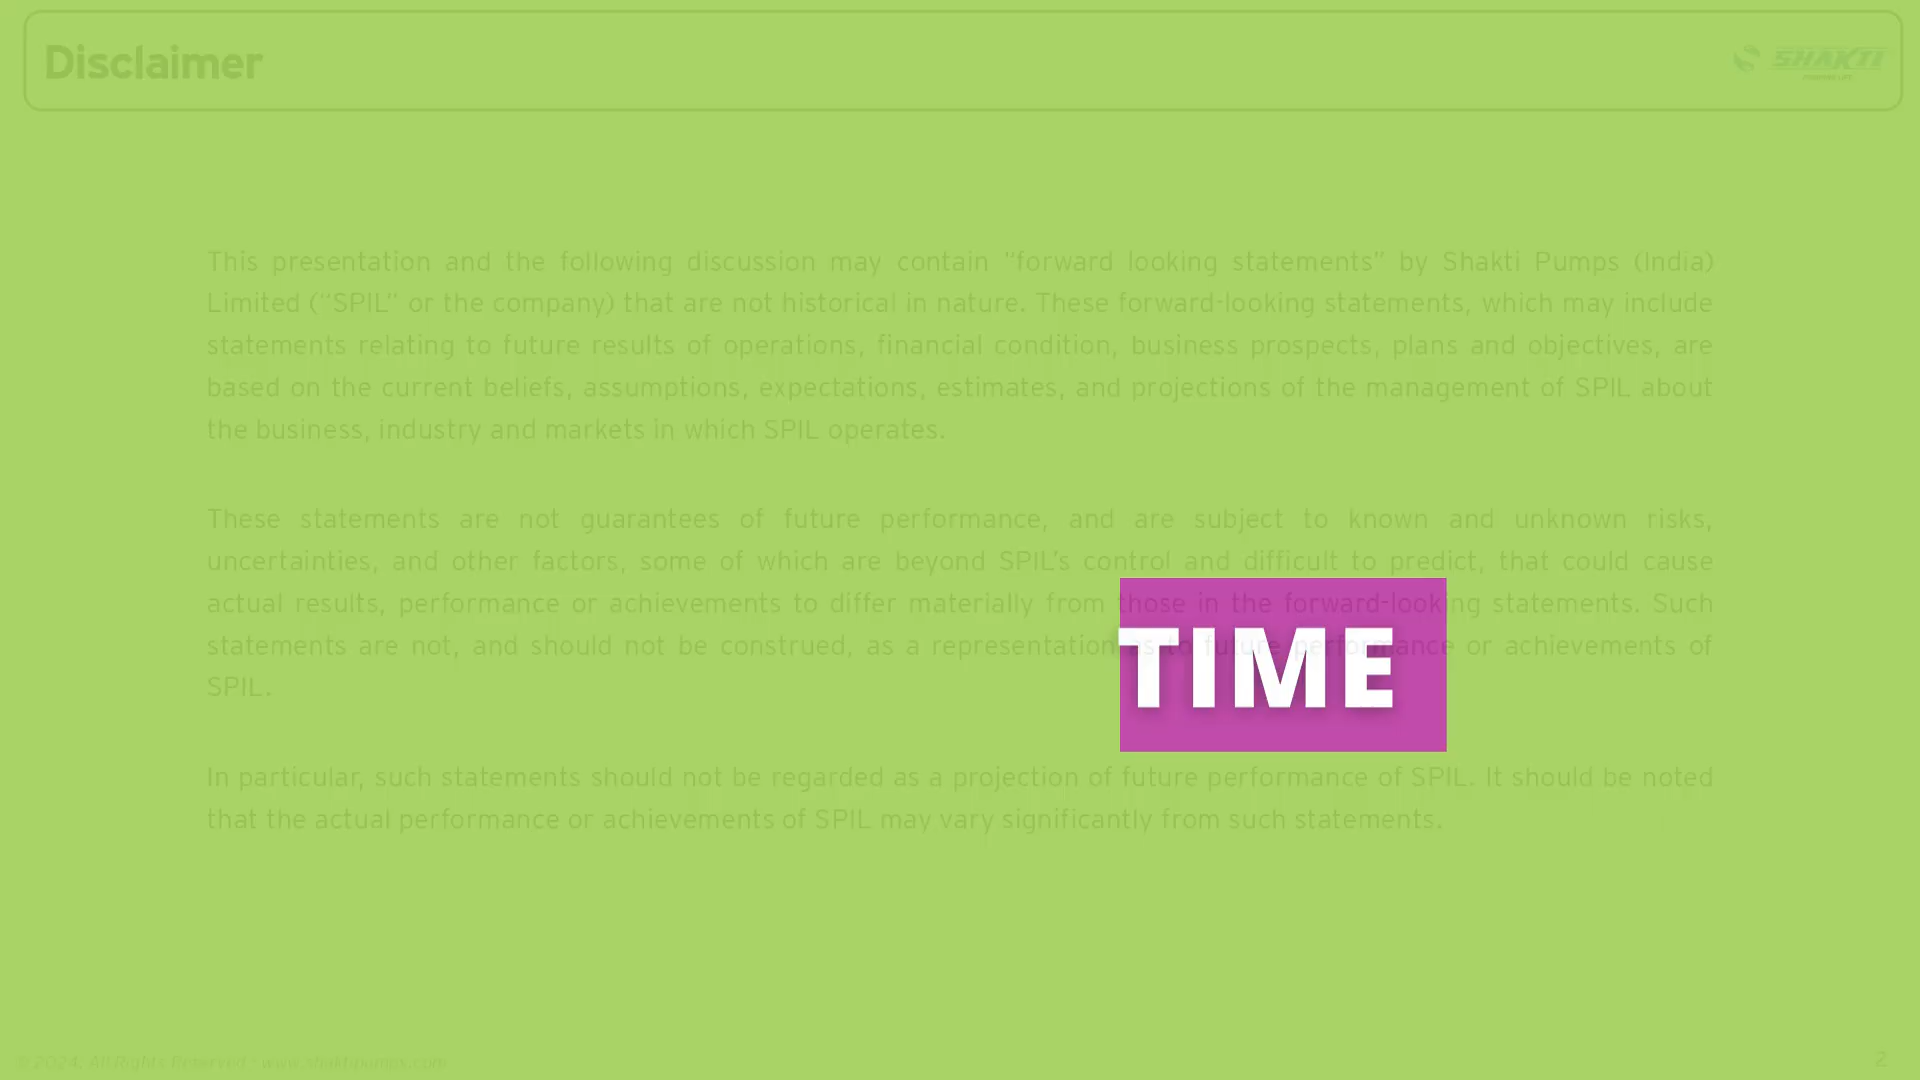 Disclaimer
SHAKTI
This presentation and the following discussion may contain "forward looking statements" by Shakti Pumps (India)
Limited ("SPIL" or the company) that are not historical in nature. These forward-looking statements, which may include
statements relating to future results of operations, financial condition, business prospects, plans and objectives, are
based on the current beliefs, assumptions, expectations, estimates, and projections of the management of SPIL about
the business, industry and markets in which SPIL operates.
These statements are not guarantees of future performance, and are subject to known and unknown risks,
uncertainties, and other factors, some of which are beyond SPIL's control and difficult to predict, that could cause
actual results, performance or achievements to differ materially from those in the forward-looking statements. Such
statements are not, and should not be construed, as a representation as to future performance or achievements of
SPIL.
TIME
In particular, such statements should not be regarded as a projection of future performance of SPIL. It should be noted
that the actual performance or achievements of SPIL may vary significantly from such statements.
© 2024, All Rights Reserved - www.shaktipumps.com
2